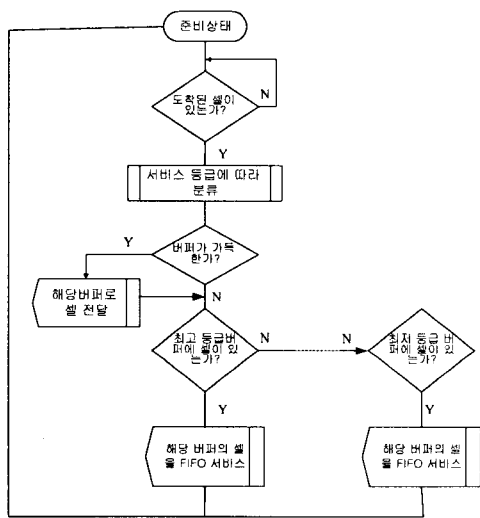 준비상태
도착된 셀이
있는가?
N
Y
서비스 등급에 따라
분류
Y
버퍼가 가득
한가?
N
해당버퍼로
셀 전달
최고 등급버
퍼에 셀이 있
는가?
N
N
최저 등급 버
퍼에 셀이 있
는가?
Y
Y
해당 버퍼의 셀
을 FIFO 서비스
해당 버퍼의 셀
을 FIFO 서비스